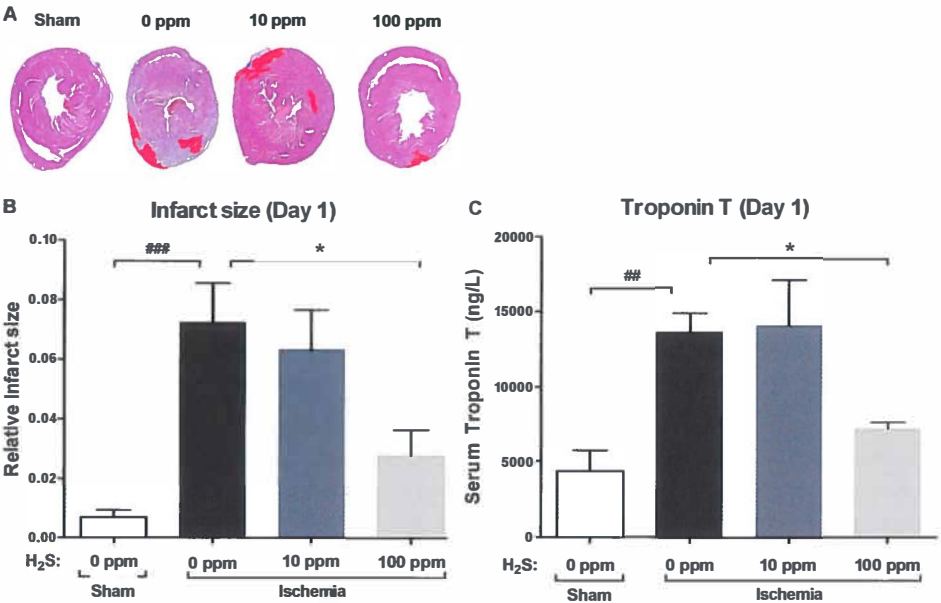 A
Sham 0 ppm 10 ppm 100 ppm
B
Infarct size (Day 1)
Relative Infarct size
0.10
0.08
0.06
0.04
0.02
0.00
###
*
H₂S: 0 ppm 0 ppm 10 ppm 100 ppm
Sham Ischemia
C
Troponin T (Day 1)
Serum Troponin T (ng/L)
20000
15000
10000
5000
0
##
*
H₂S: 0 ppm 0 ppm 10 ppm 100 ppm
Sham Ischemia